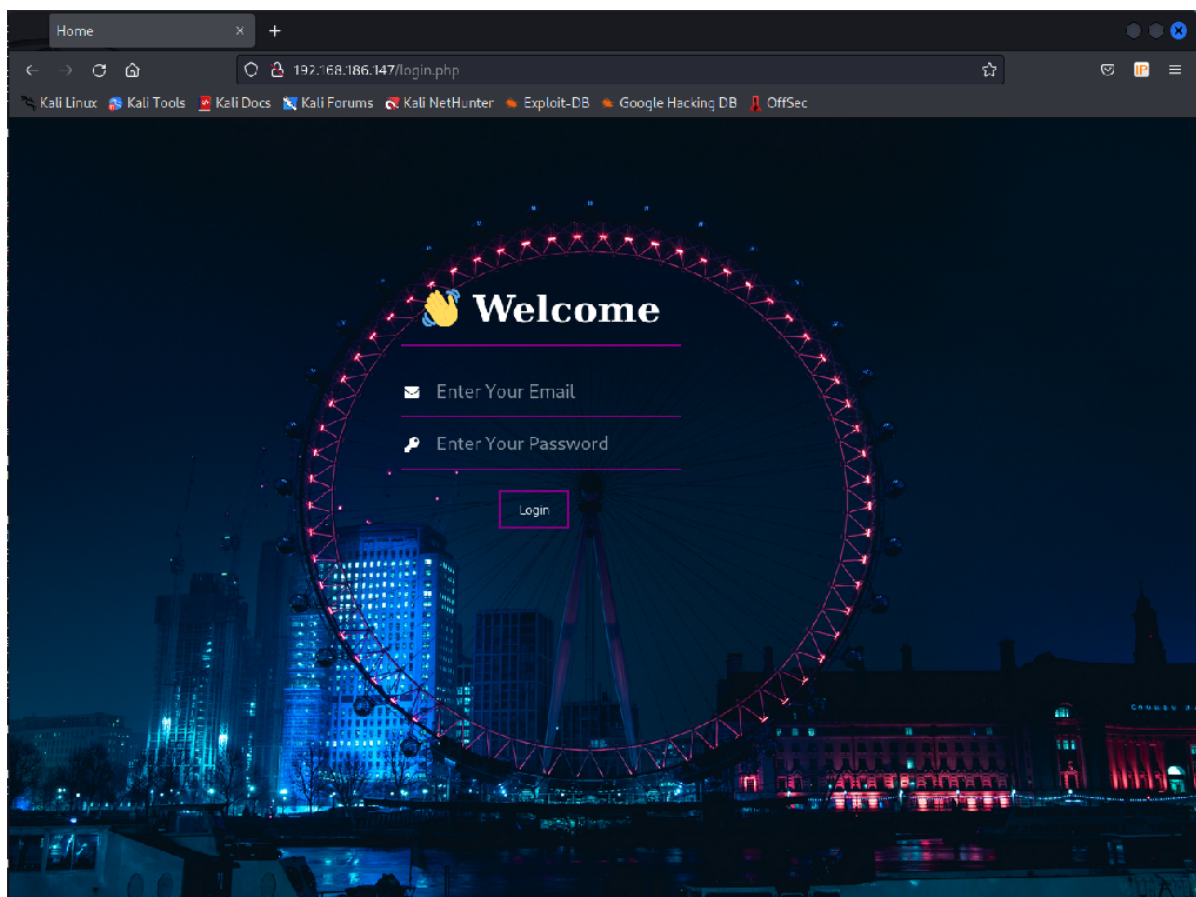 Home
192.168.186.147/login.php
Kali Linux Kali Tools Kali Docs Kali Forums Kali NetHunter Exploit-DB Google Hacking DB OffSec
👋 Welcome
Enter Your Email
Enter Your Password
Login